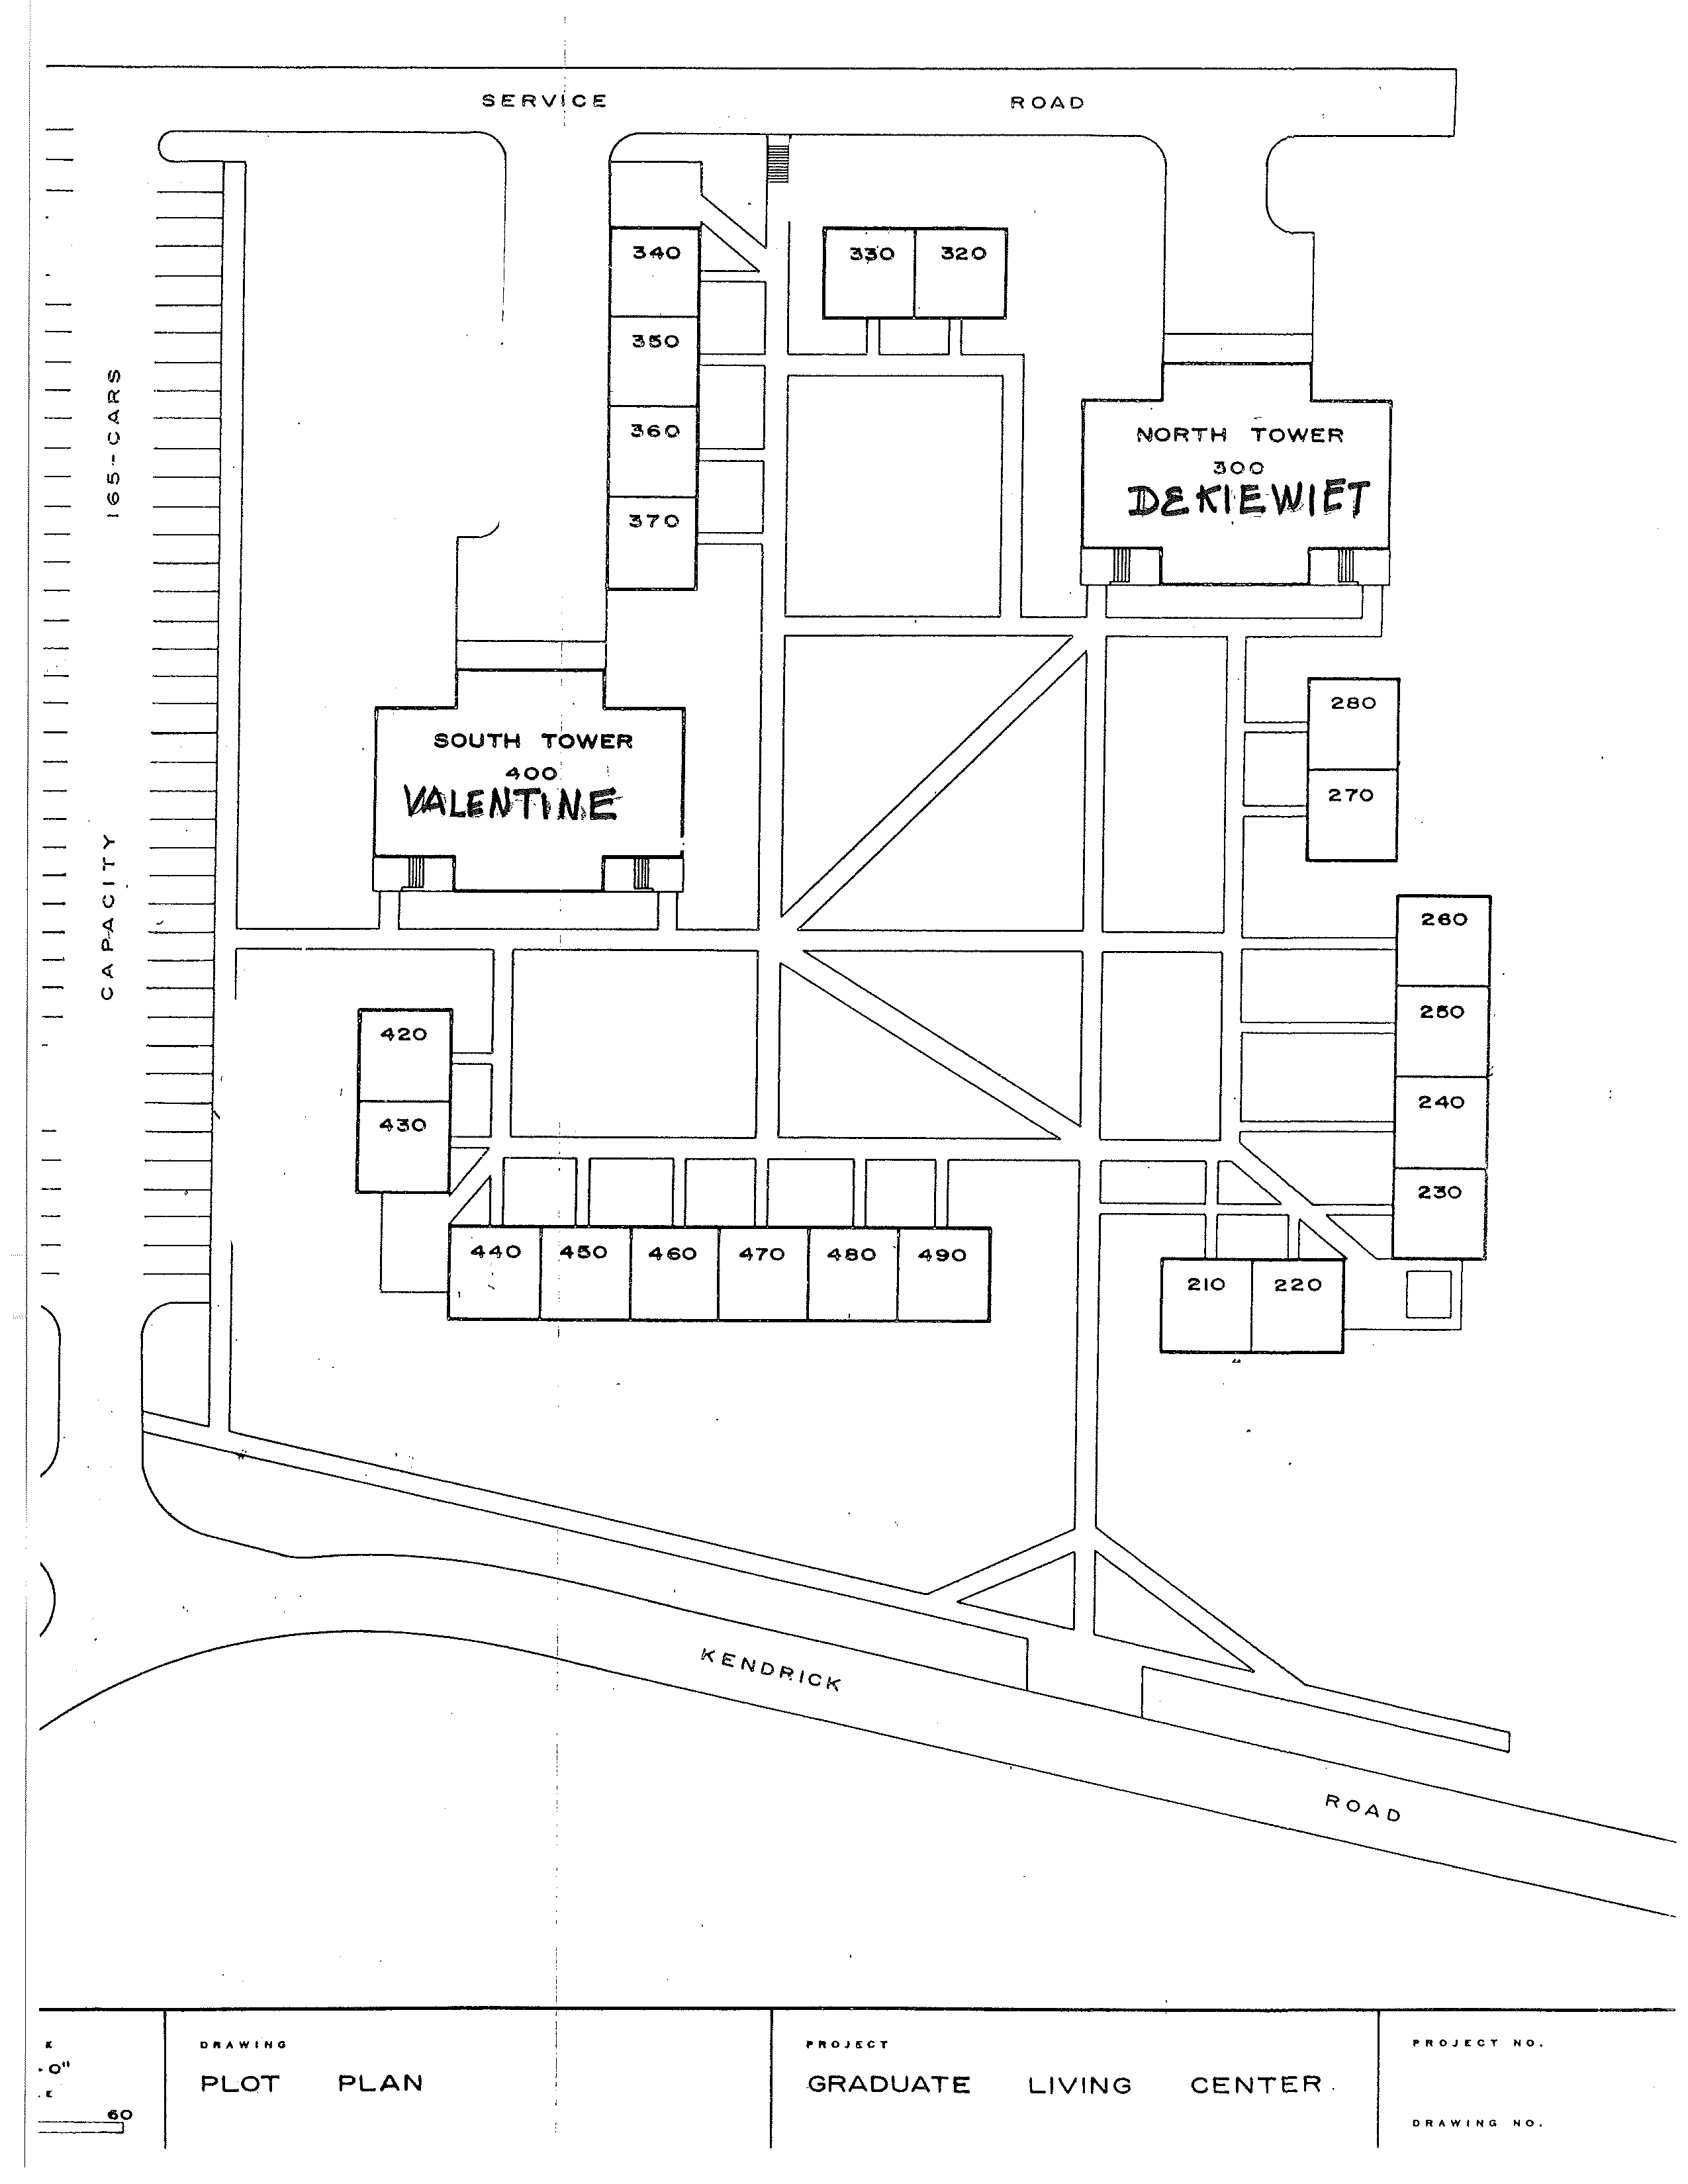 SERVICE ROAD
340
330 320
350
165-CARS
360
NORTH TOWER
300
DEKIEWIET
370
280
SOUTH TOWER
400
VALENTINE
270
CAPACITY
260
250
420
240
430
230
440 450 460 470 480 490
210 220
KENDRICK ROAD
0"
60
DRAWING
PLOT PLAN
PROJECT
GRADUATE LIVING CENTER
PROJECT NO.
DRAWING NO.